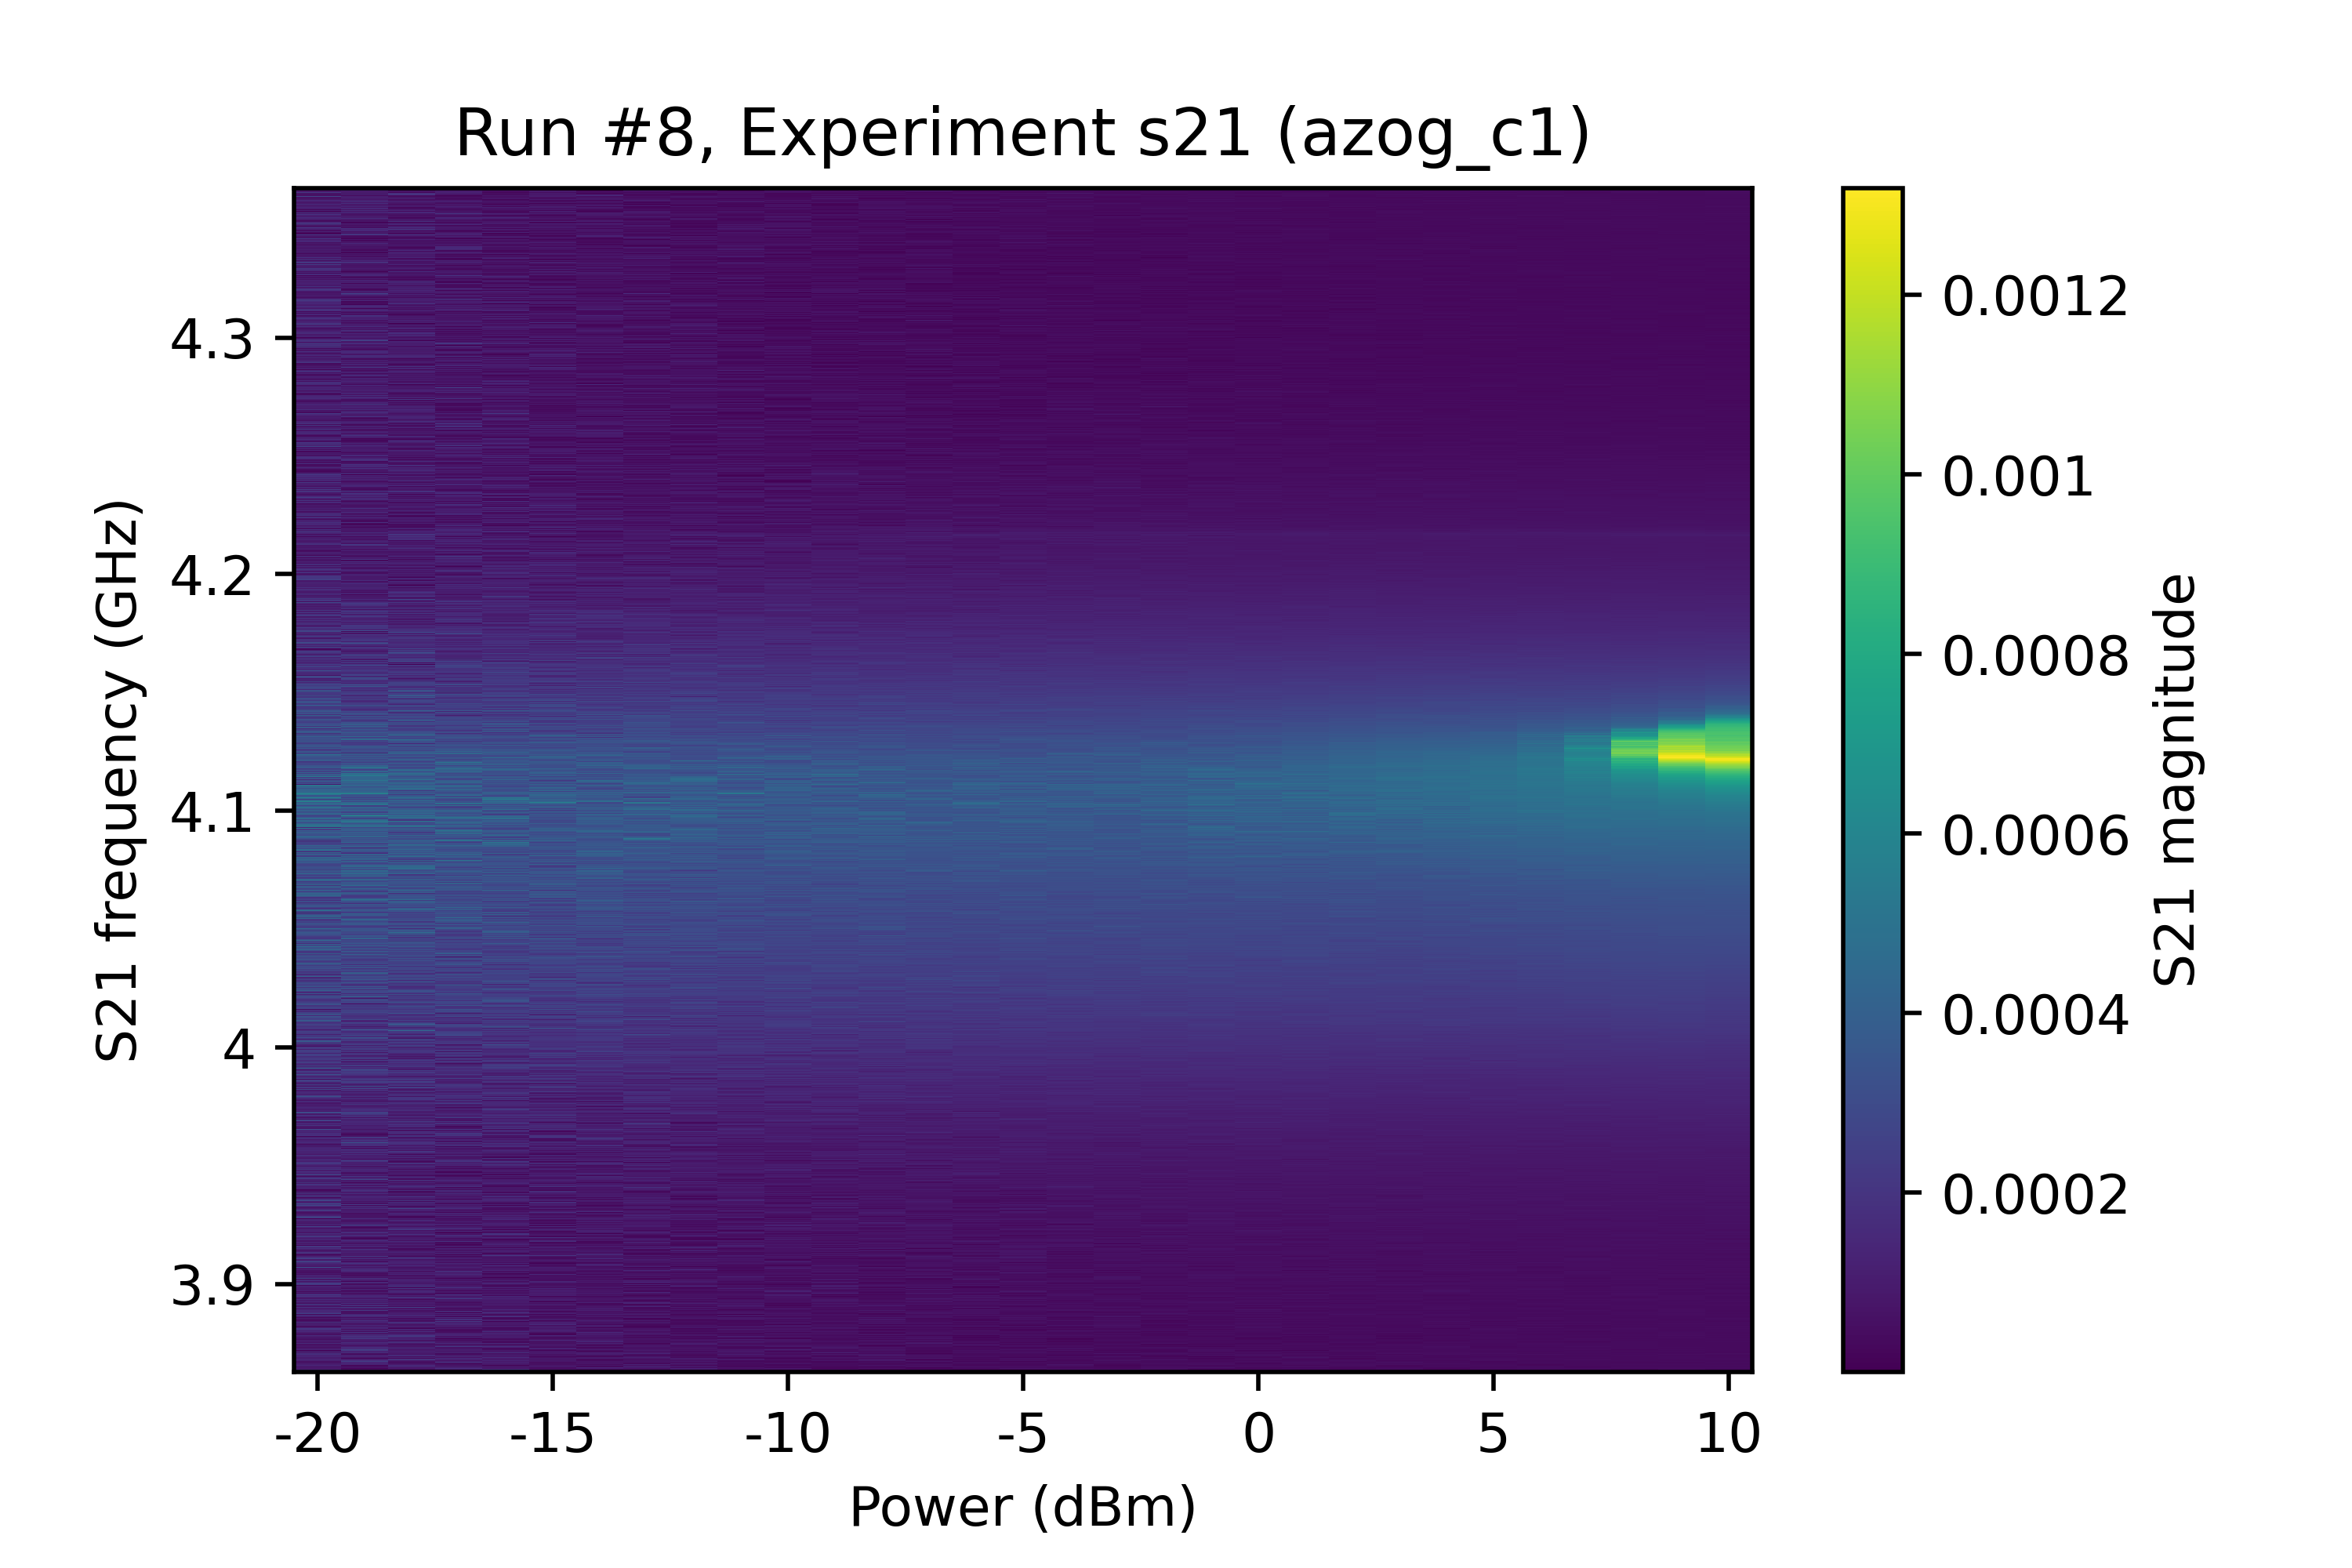 Run #8, Experiment s21 (azog_c1)
S21 frequency (GHz)
4.3
4.2
4.1
4
3.9
-20 -15 -10 -5 0 5 10
Power (dBm)
0.0012
0.001
0.0008
0.0006
0.0004
0.0002
S21 magnitude